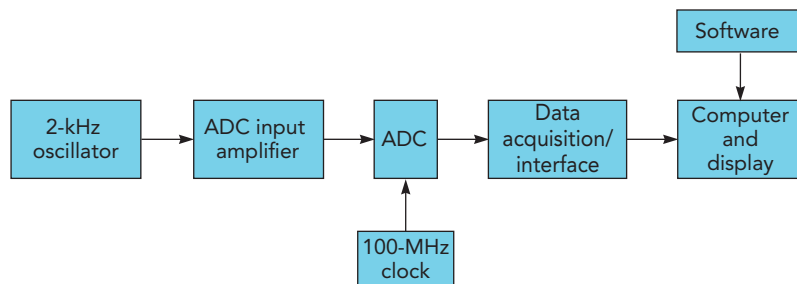 Software
2-kHz
oscillator
ADC input
amplifier
ADC
Data
acquisition/
interface
Computer
and
display
100-MHz
clock